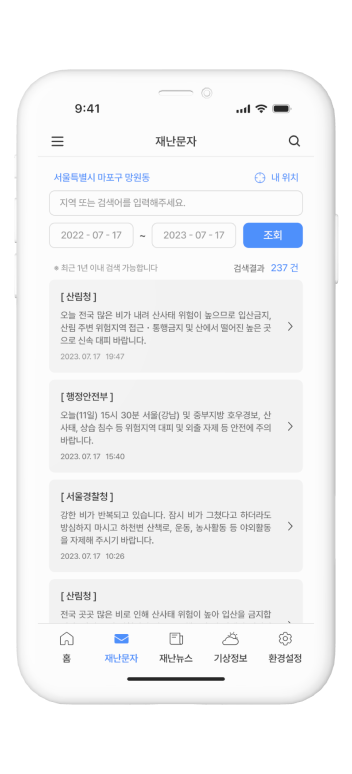 9:41
재난문자
서울특별시 마포구 망원동
내 위치
지역 또는 검색어를 입력해주세요.
2022 - 07 - 17 ~ 2023 - 07 - 17 조회
※ 최근 1년 이내 검색 가능합니다
검색결과 237 건
[ 산림청 ]
오늘 전국 많은 비가 내려 산사태 위험이 높으므로 입산금지,
산림 주변 위험지역 접근 · 통행금지 및 산에서 떨어진 높은 곳
으로 신속 대피 바랍니다.
2023. 07. 17 19:47
[ 행정안전부 ]
오늘(11일) 15시 30분 서울(강남) 및 중부지방 호우경보, 산
사태, 상습 침수 등 위험지역 대피 및 외출 자제 등 안전에 주의
바랍니다.
2023. 07. 17 15:40
[ 서울경찰청 ]
강한 비가 반복되고 있습니다. 잠시 비가 그쳤다고 하더라도
방심하지 마시고 하천변 산책로, 운동, 농사활동 등 야외활동
을 자제해 주시기 바랍니다.
2023. 07. 17 10:26
[ 산림청 ]
전국 곳곳 많은 비로 인해 산사태 위험이 높아 입산을 금지합
홈 재난문자 재난뉴스 기상정보 환경설정